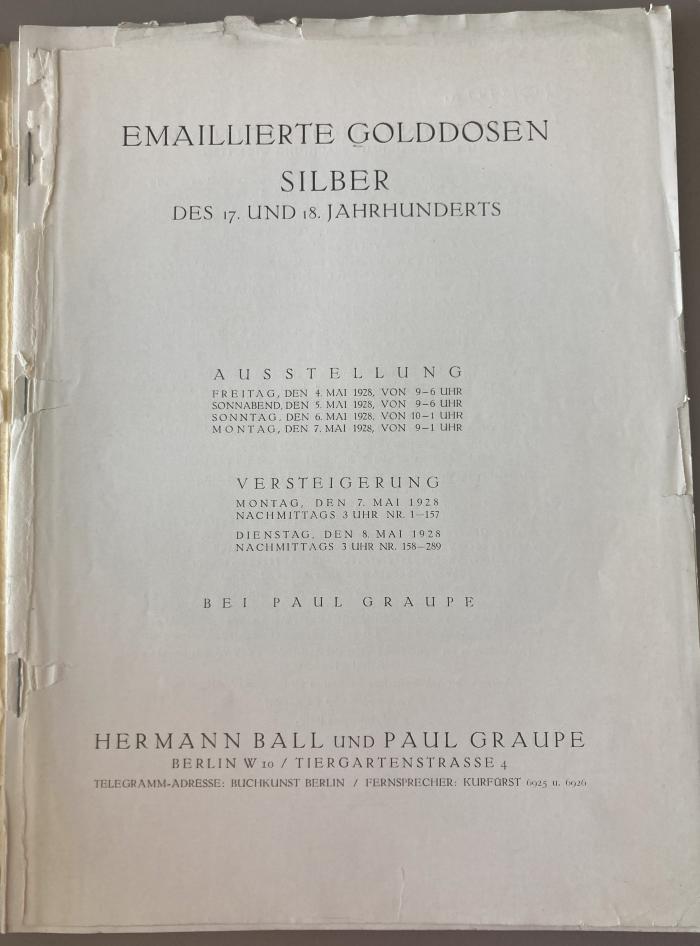 EMAILLIERTE GOLDDOSEN
SILBER
DES 17. UND 18. JAHRHUNDERTS
AUSSTELLUNG
FREITAG, DEN 4. MAI 1928, VON 9–6 UHR
SONNABEND, DEN 5. MAI 1928, VON 9–6 UHR
SONNTAG, DEN 6. MAI 1928, VON 10–1 UHR
MONTAG, DEN 7. MAI 1928, VON 9–1 UHR
VERSTEIGERUNG
MONTAG, DEN 7. MAI 1928
NACHMITTAGS 3 UHR NR. 1–157
DIENSTAG, DEN 8. MAI 1928
NACHMITTAGS 3 UHR NR. 158–289
BEI PAUL GRAUPE
HERMANN BALL UND PAUL GRAUPE
BERLIN W 10 / TIERGARTENSTRASSE 4
TELEGRAMM-ADRESSE: BUCHKUNST BERLIN / FERNSPRECHER: KURFÜRST 6925 u. 6926